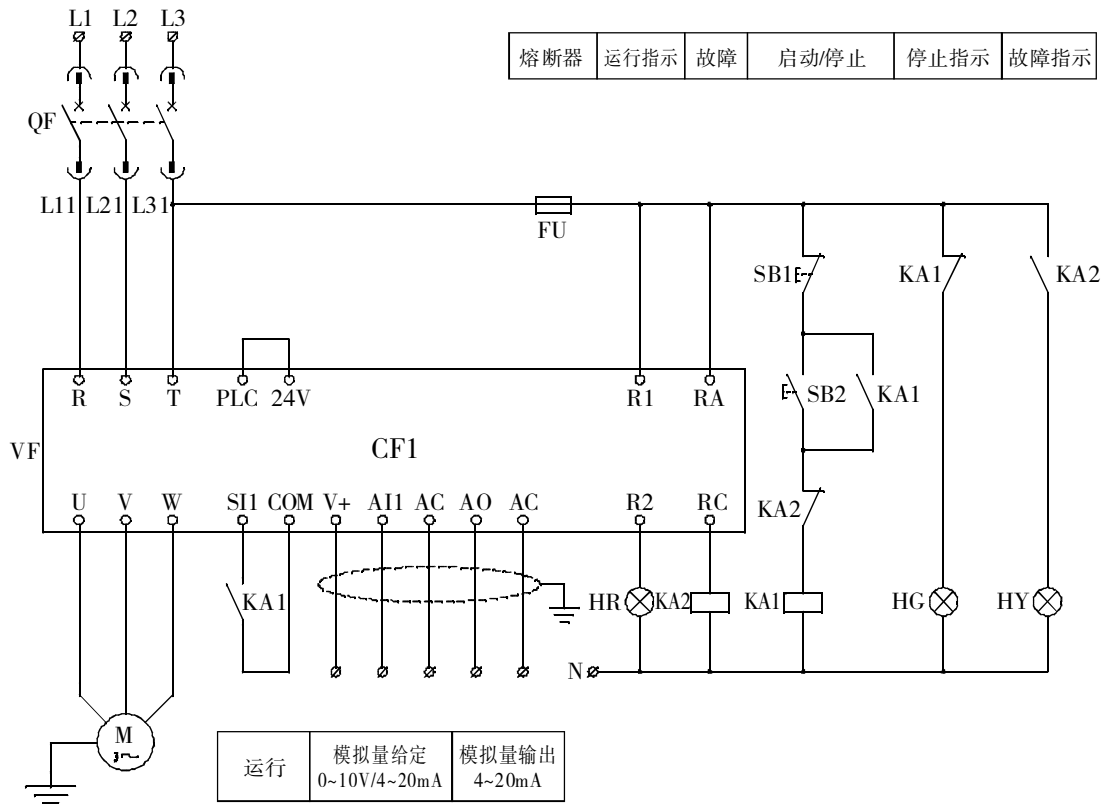 L1 L2 L3
熔断器 运行指示 故障 启动/停止 停止指示 故障指示
QF
L11 L21 L31
FU
SB1 KA1 KA2
R S T PLC 24V R1 RA
SB2 KA1
VF CF1
U V W SI1 COM V+ AI1 AC AO AC R2 RC
KA2
KA1 HR KA2 KA1 HG HY
N
M
运行 模拟量给定 模拟量输出
0~10V/4~20mA 4~20mA